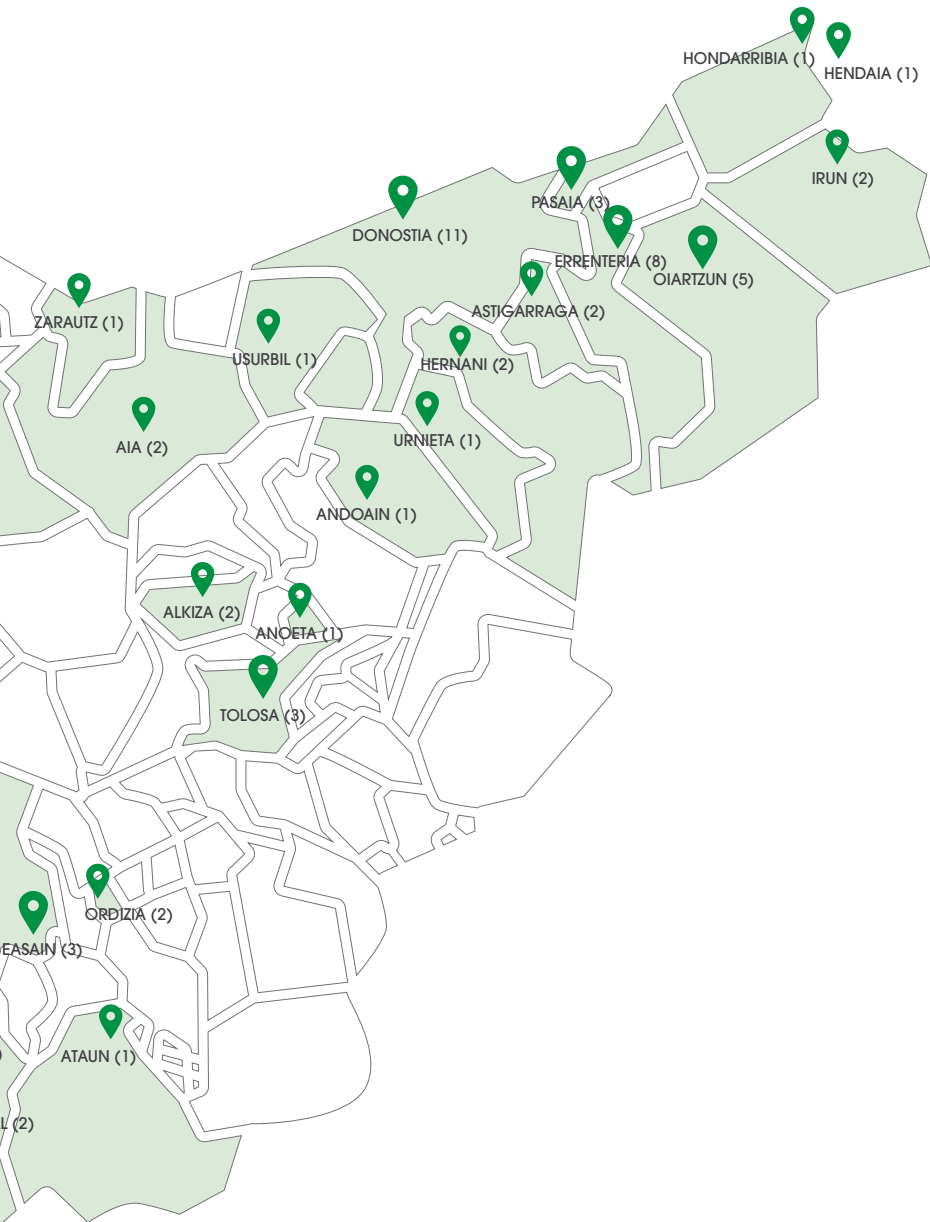 HONDARRIBIA (1)
HENDAIA (1)
IRUN (2)
PASAIA (3)
DONOSTIA (11)
ERRENTERIA (8)
OIARTZUN (5)
ASTIGARRAGA (2)
ZARAUTZ (1)
USURBIL (1)
HERNANI (2)
URNIETA (1)
AIA (2)
ANDOAIN (1)
ALKIZA (2)
ANOETA (1)
TOLOSA (3)
ORDIZIA (2)
EASAIN (3)
ATAUN (1)
)
L (2)